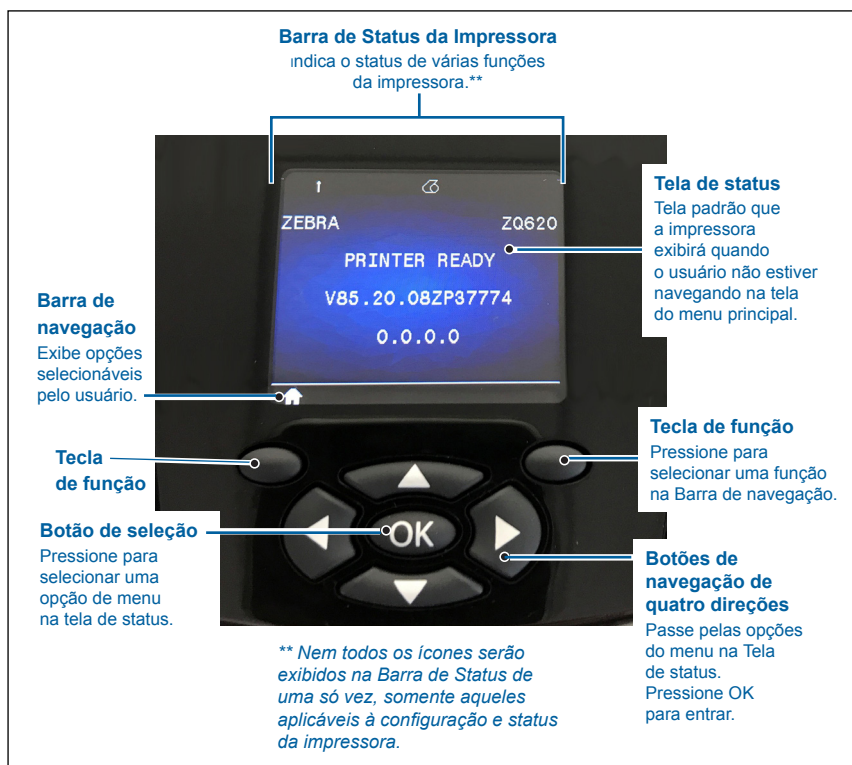 Barra de Status da Impressora
ndica o status de várias funções
da impressora.**
ZEBRA
ZQ620
PRINTER READY
V85.20.08ZP37774
0.0.0.0
Tela de status
Tela padrão que
a impressora
exibirá quando
o usuário não estiver
navegando na tela
do menu principal.
Barra de
navegação
Exibe opções
selecionáveis
pelo usuário.
Tecla
de função
Tecla de função
Pressione para
selecionar uma função
na Barra de navegação.
Botão de seleção
Pressione para
selecionar uma
opção de menu
na tela de status.
OK
Botões de
navegação de
quatro direções
Passe pelas opções
do menu na Tela
de status.
Pressione OK
para entrar.
** Nem todos os ícones serão
exibidos na Barra de Status de
uma só vez, somente aqueles
aplicáveis à configuração e status
da impressora.